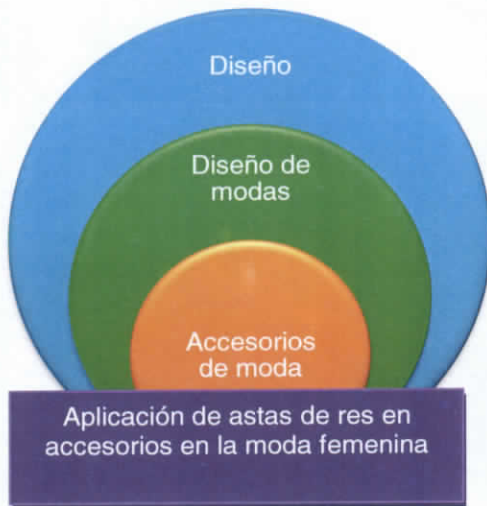 Diseño
Diseño de
modas
Accesorios
de moda
Aplicación de astas de res en
accesorios en la moda femenina